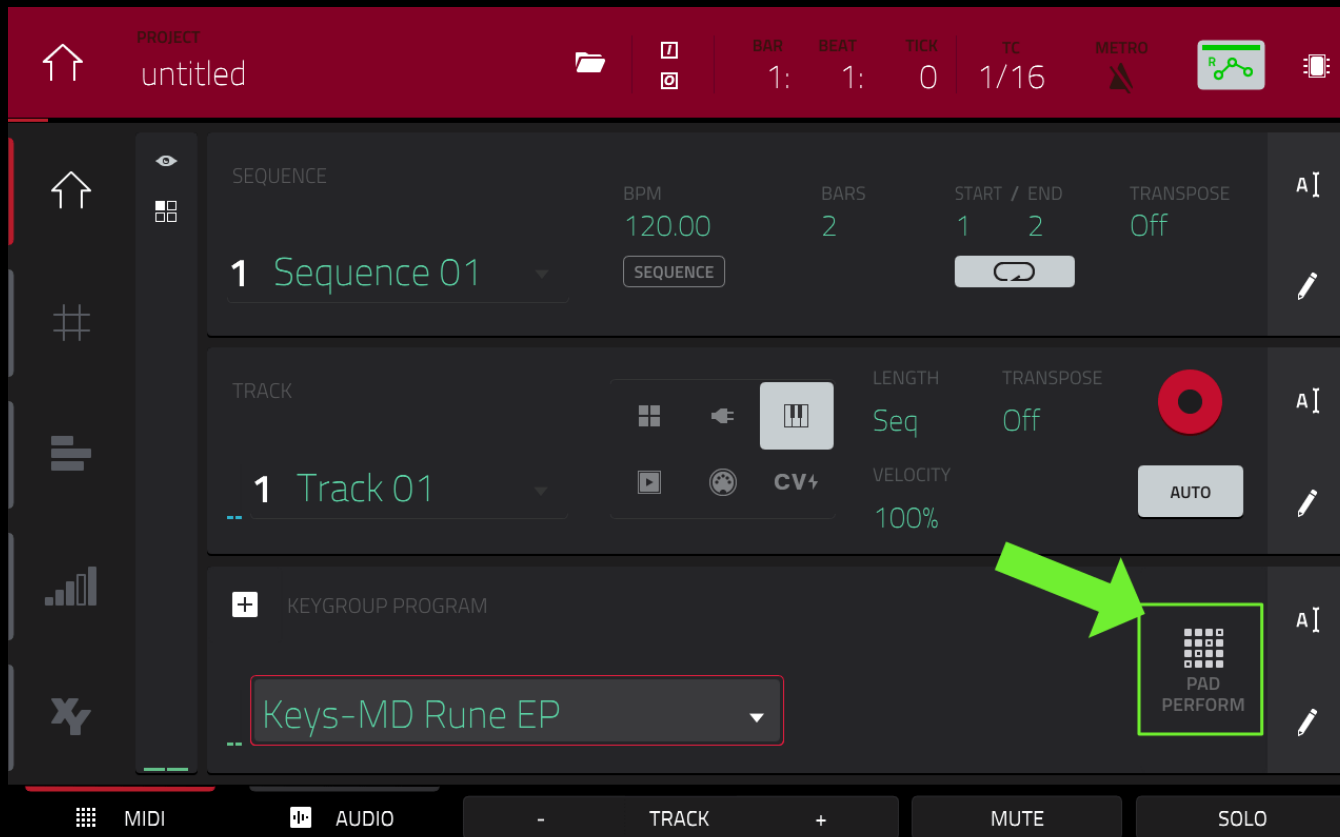 PROJECT
untitled
BAR BEAT TICK TC METRO
1: 1: 0 1/16
R
SEQUENCE
BPM BARS START / END TRANSPOSE
120.00 2 1 2 Off
1 Sequence 01
SEQUENCE
TRACK
LENGTH TRANSPOSE
Seq Off
1 Track 01
CV
VELOCITY
100%
AUTO
KEYGROUP PROGRAM
Keys-MD Rune EP
PAD
PERFORM
XY
MIDI AUDIO - TRACK + MUTE SOLO